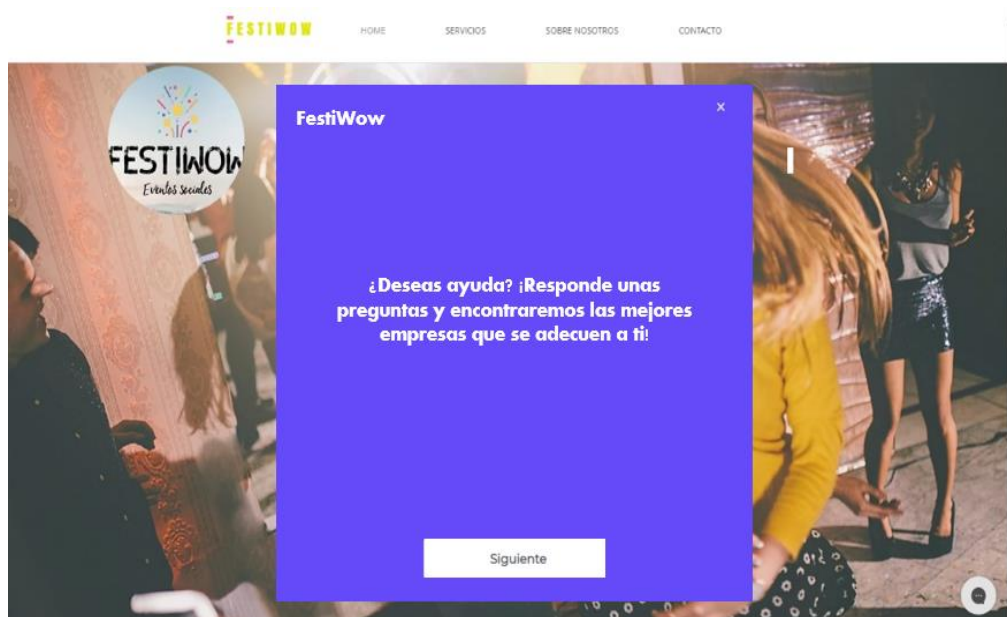 FESTIWOW
HOME
SERVICIOS
SOBRE NOSOTROS
CONTACTO
FESTIWOW
Eventos sociales
FestiWow
x
¿Deseas ayuda? ¡Responde unas
preguntas y encontraremos las mejores
empresas que se adecuen a ti!
Siguiente